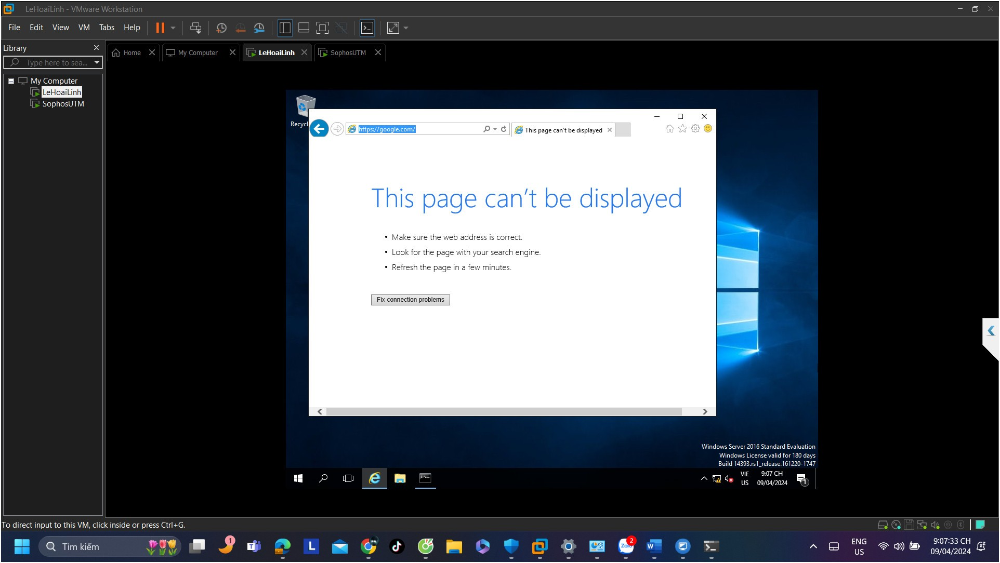 LeHoaiLinh - VMware Workstation
File Edit View VM Tabs Help
Library
Home
My Computer
LeHoaiLinh
SophosUTM
Type here to sea...
My Computer
LeHoaiLinh
SophosUTM
Recycl
https://google.com/
This page can't be displayed
This page can't be displayed
• Make sure the web address is correct.
• Look for the page with your search engine.
• Refresh the page in a few minutes.
Fix connection problems
Windows Server 2016 Standard Evaluation
Windows License valid for 180 days
Build 14393.rs1_release.161220-1747
VIE
US
9:07 CH
09/04/2024
1
To direct input to this VM, click inside or press Ctrl+G.
Tìm kiếm
1
L
Zalo
2
W
ENG
US
9:07:33 CH
09/04/2024